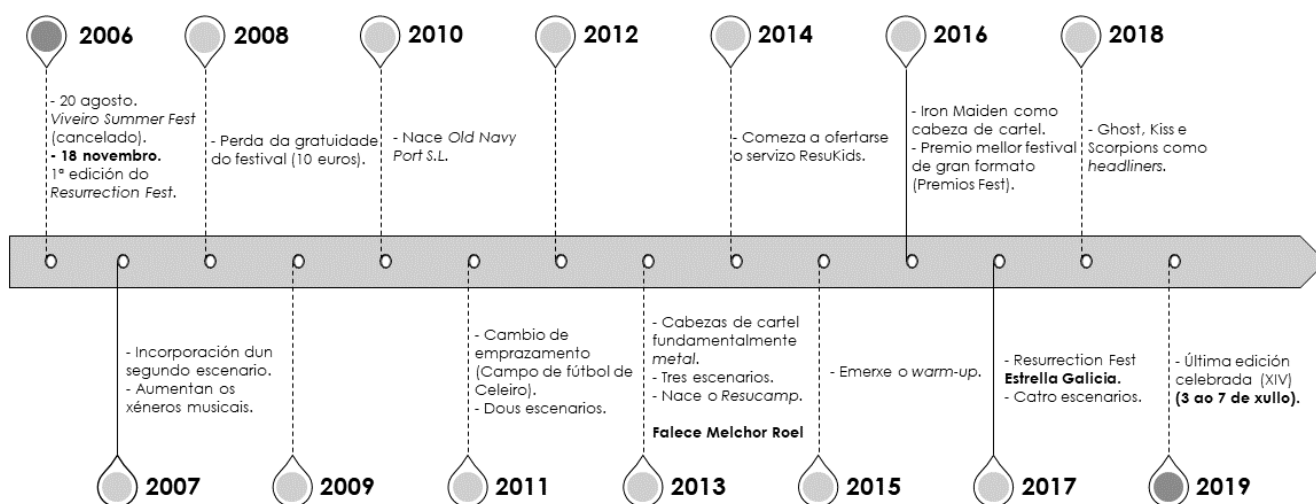 2006
2008
2010
2012
2014
2016
2018
- 20 agosto.
Viveiro Summer Fest
(cancelado).
- 18 novembro.
1ª edición do
Resurrection Fest.
- Perda da gratuidade
do festival (10 euros).
- Nace Old Navy
Port S.L.
- Comeza a ofertarse
o servizo ResuKids.
- Iron Maiden como
cabeza de cartel.
- Premio mellor festival
de gran formato
(Premios Fest).
- Ghost, Kiss e
Scorpions como
headliners.
- Incorporación dun
segundo escenario.
- Aumentan os
xéneros musicais.
- Cambio de
emprazamento
(Campo de fútbol de
Celeiro).
- Dous escenarios.
- Cabezas de cartel
fundamentalmente
metal.
- Tres escenarios.
- Nace o Resucamp.
Falece Melchor Roel
- Emerxe o warm-up.
- Resurrection Fest
Estrella Galicia.
- Catro escenarios.
- Última edición
celebrada (XIV)
(3 ao 7 de xullo).
2007
2009
2011
2013
2015
2017
2019